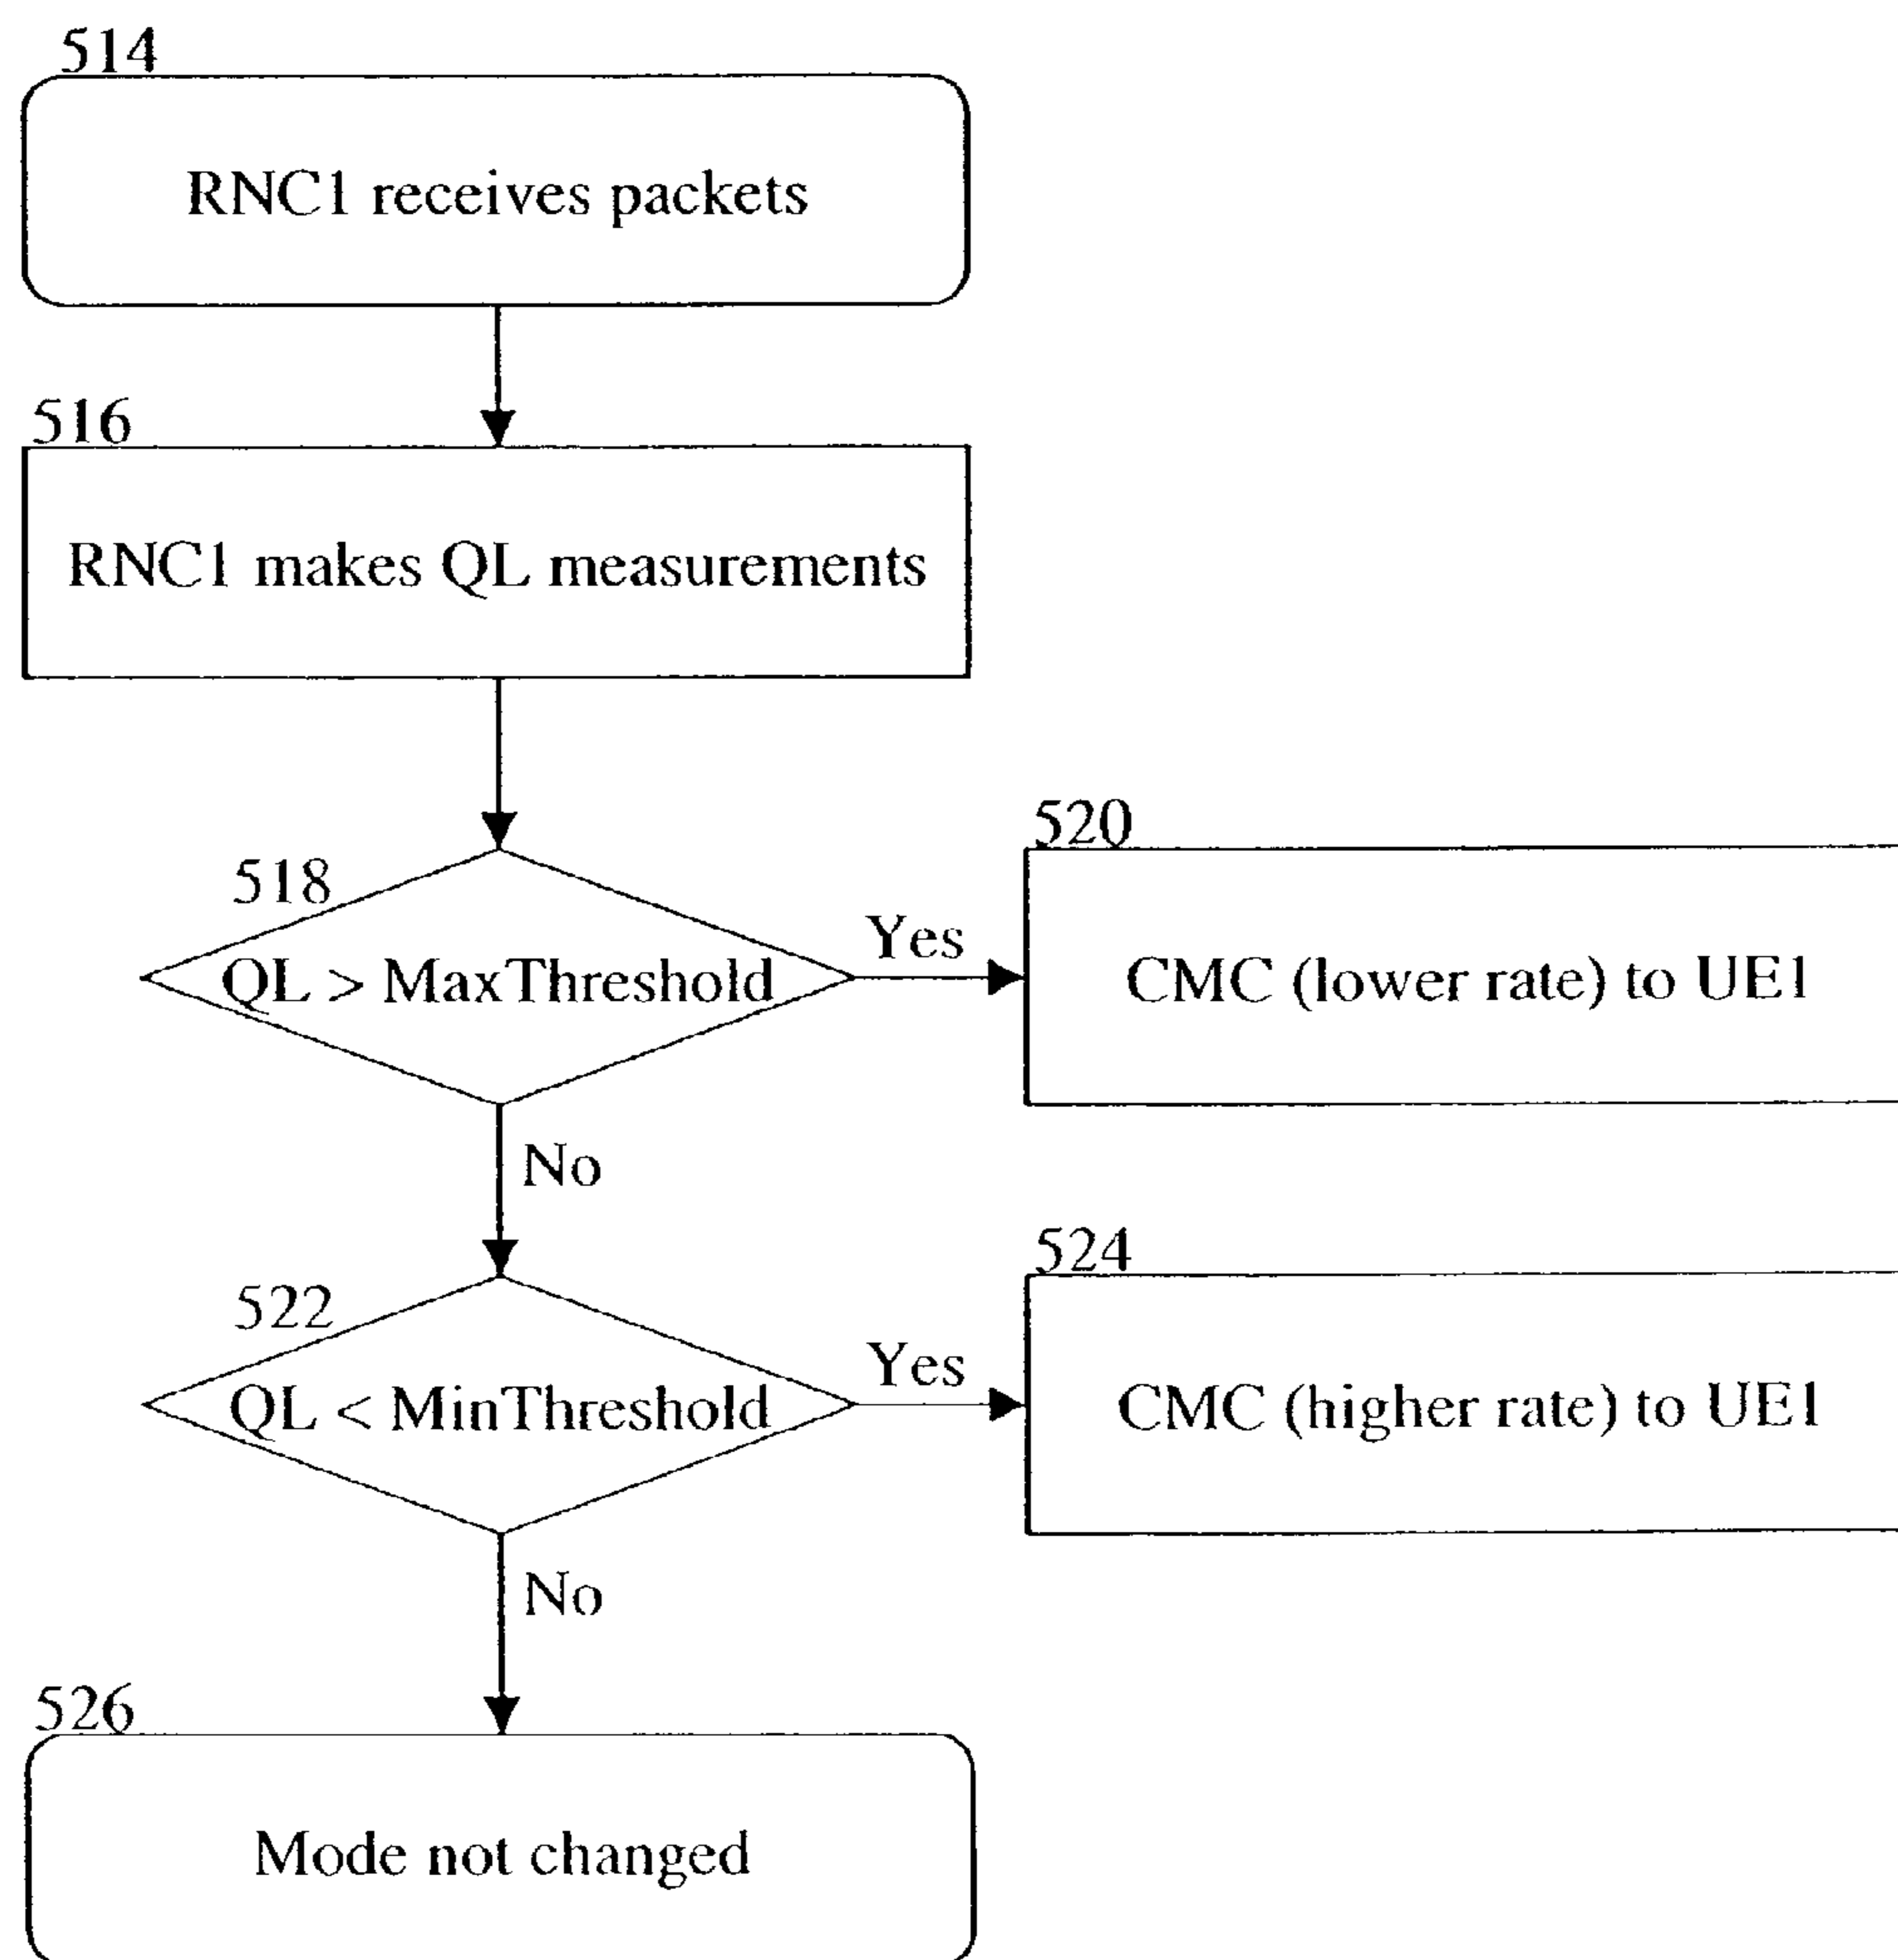 514
RNC1 receives packets
516
RNC1 makes QL measurements
518
QL > MaxThreshold
Yes
520
CMC (lower rate) to UE1
No
522
QL < MinThreshold
Yes
524
CMC (higher rate) to UE1
No
526
Mode not changed